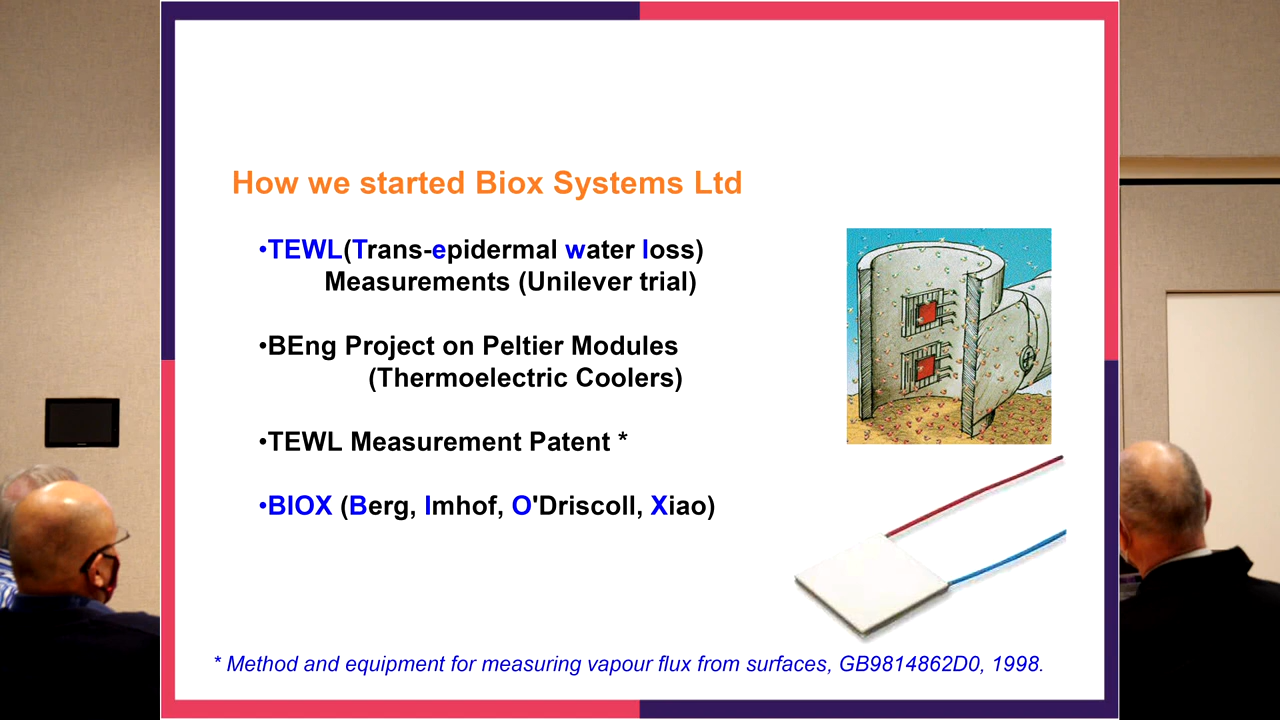 How we started Biox Systems Ltd
•TEWL(Trans-epidermal water loss)
Measurements (Unilever trial)
•BEng Project on Peltier Modules
(Thermoelectric Coolers)
•TEWL Measurement Patent *
•BIOX (Berg, Imhof, O'Driscoll, Xiao)
* Method and equipment for measuring vapour flux from surfaces, GB9814862D0, 1998.